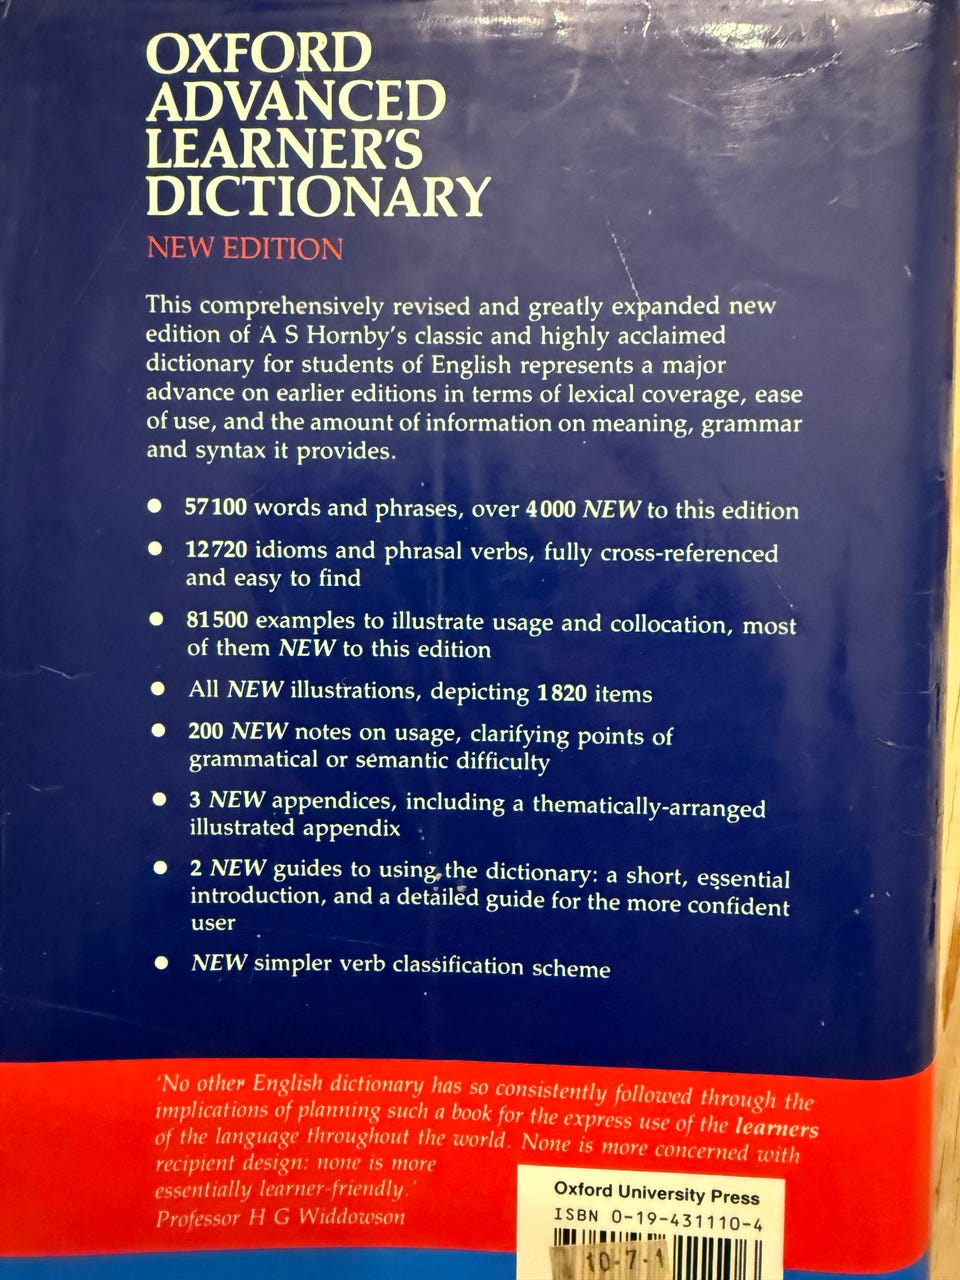 OXFORD
ADVANCED
LEARNER'S
DICTIONARY
NEW EDITION
This comprehensively revised and greatly expanded new
edition of A S Hornby's classic and highly acclaimed
dictionary for students of English represents a major
advance on earlier editions in terms of lexical coverage, ease
of use, and the amount of information on meaning, grammar
and syntax it provides.
● 57100 words and phrases, over 4000 NEW to this edition
● 12720 idioms and phrasal verbs, fully cross-referenced
and easy to find
● 81500 examples to illustrate usage and collocation, most
of them NEW to this edition
● All NEW illustrations, depicting 1820 items
● 200 NEW notes on usage, clarifying points of
grammatical or semantic difficulty
● 3 NEW appendices, including a thematically-arranged
illustrated appendix
● 2 NEW guides to using the dictionary: a short, essential
introduction, and a detailed guide for the more confident
user
● NEW simpler verb classification scheme
'No other English dictionary has so consistently followed through the
implications of planning such a book for the express use of the learners
of the language throughout the world. None is more concerned with
recipient design: none is more
essentially learner-friendly.'
Professor H G Widdowson
Oxford University Press
ISBN 0-19-431110-4
10-7-1